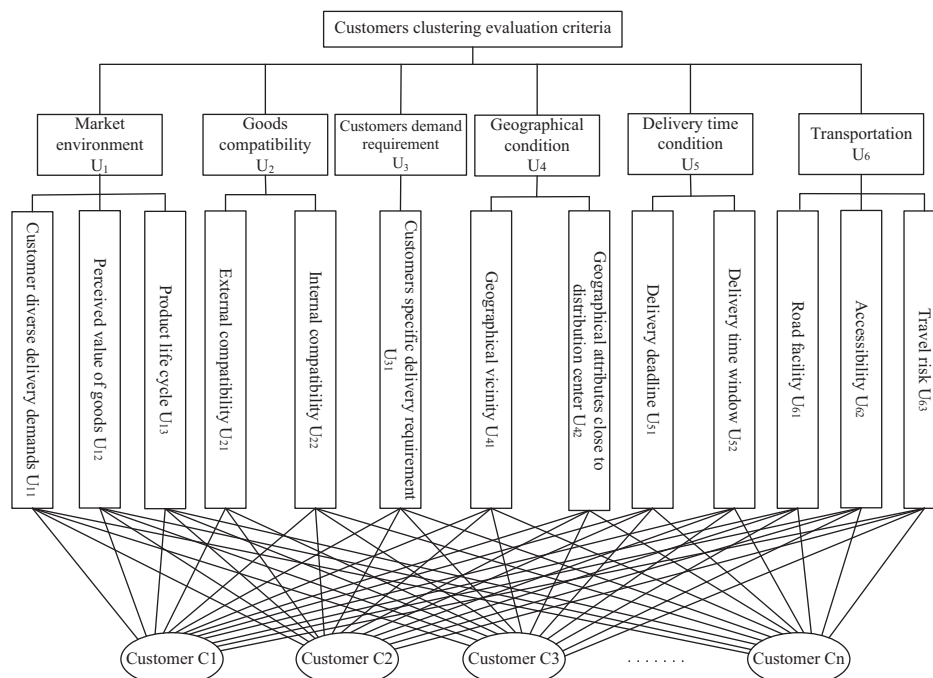 Customers clustering evaluation criteria
Market
environment
U₁
Goods
compatibility
U₂
Customers demand
requirement
U₃
Geographical
condition
U₄
Delivery time
condition
U₅
Transportation
U₆
Customer diverse delivery demands U₁₁
Perceived value of goods U₁₂
Product life cycle U₁₃
External compatibility U₂₁
Internal compatibility U₂₂
Customers specific delivery requirement
U₃₁
Geographical vicinity U₄₁
Geographical attributes close to
distribution center U₄₂
Delivery deadline U₅₁
Delivery time window U₅₂
Road facility U₆₁
Accessibility U₆₂
Travel risk U₆₃
Customer C1
Customer C2
Customer C3
. . . . . . .
Customer Cn